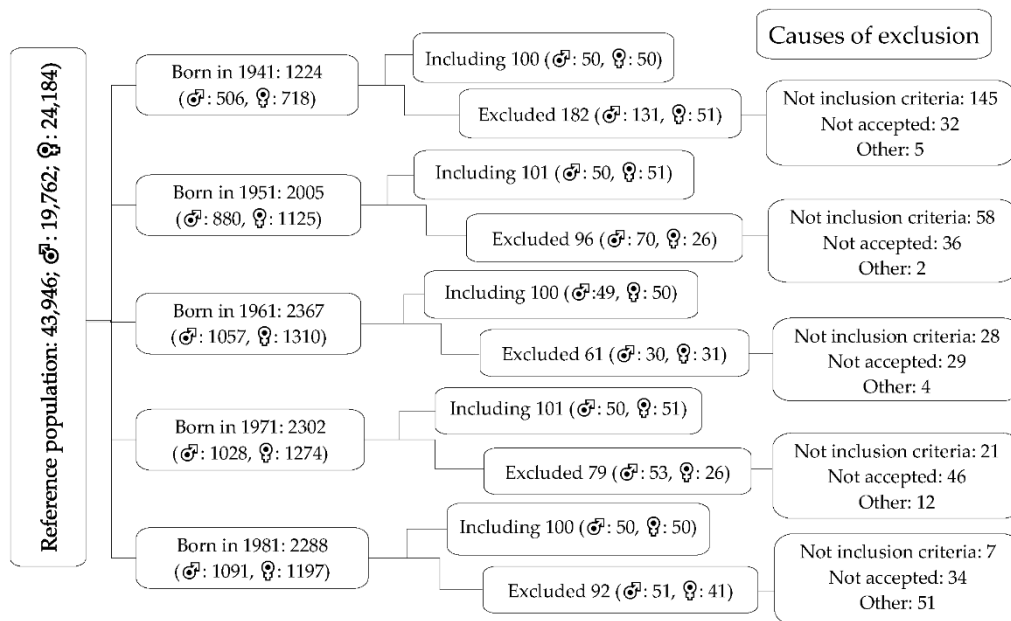 Reference population: 43,946; ♂: 19,762; ♀: 24,184)
Causes of exclusion
Born in 1941: 1224
(♂: 506, ♀: 718)
Including 100 (♂: 50, ♀: 50)
Excluded 182 (♂: 131, ♀: 51)
Not inclusion criteria: 145
Not accepted: 32
Other: 5
Born in 1951: 2005
(♂: 880, ♀: 1125)
Including 101 (♂: 50, ♀: 51)
Excluded 96 (♂: 70, ♀: 26)
Not inclusion criteria: 58
Not accepted: 36
Other: 2
Born in 1961: 2367
(♂: 1057, ♀: 1310)
Including 100 (♂:49, ♀: 50)
Excluded 61 (♂: 30, ♀: 31)
Not inclusion criteria: 28
Not accepted: 29
Other: 4
Born in 1971: 2302
(♂: 1028, ♀: 1274)
Including 101 (♂: 50, ♀: 51)
Excluded 79 (♂: 53, ♀: 26)
Not inclusion criteria: 21
Not accepted: 46
Other: 12
Born in 1981: 2288
(♂: 1091, ♀: 1197)
Including 100 (♂: 50, ♀: 50)
Excluded 92 (♂: 51, ♀: 41)
Not inclusion criteria: 7
Not accepted: 34
Other: 51